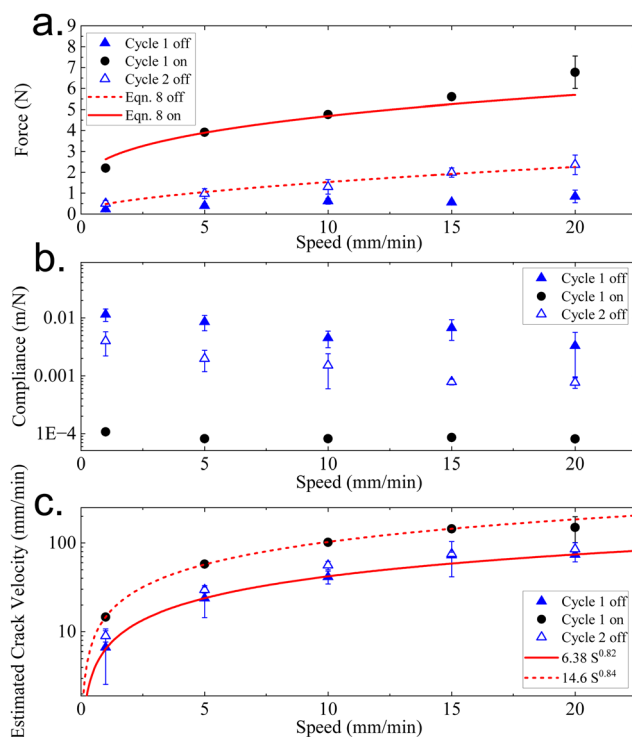 a.
Cycle 1 off
Cycle 1 on
Cycle 2 off
Eqn. 8 off
Eqn. 8 on
Force (N)
9
8
7
6
5
4
3
2
1
0
0 5 10 15 20
Speed (mm/min)
b.
Cycle 1 off
Cycle 1 on
Cycle 2 off
Compliance (m/N)
0.01
0.001
1E−4
0 5 10 15 20
Speed (mm/min)
c.
Estimated Crack Velocity (mm/min)
100
10
Cycle 1 off
Cycle 1 on
Cycle 2 off
6.38 S^0.82
14.6 S^0.84
0 5 10 15 20
Speed (mm/min)